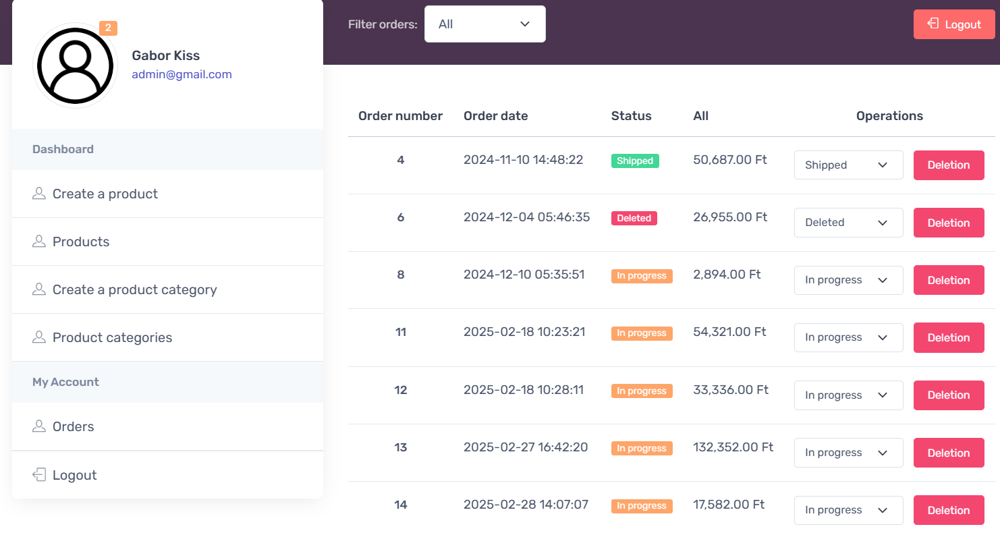 2
Gabor Kiss
admin@gmail.com
Dashboard
Create a product
Products
Create a product category
Product categories
My Account
Orders
Logout
Filter orders: All
Logout
Order number Order date Status All Operations
4 2024-11-10 14:48:22 Shipped 50,687.00 Ft Shipped Deletion
6 2024-12-04 05:46:35 Deleted 26,955.00 Ft Deleted Deletion
8 2024-12-10 05:35:51 In progress 2,894.00 Ft In progress Deletion
11 2025-02-18 10:23:21 In progress 54,321.00 Ft In progress Deletion
12 2025-02-18 10:28:11 In progress 33,336.00 Ft In progress Deletion
13 2025-02-27 16:42:20 In progress 132,352.00 Ft In progress Deletion
14 2025-02-28 14:07:07 In progress 17,582.00 Ft In progress Deletion